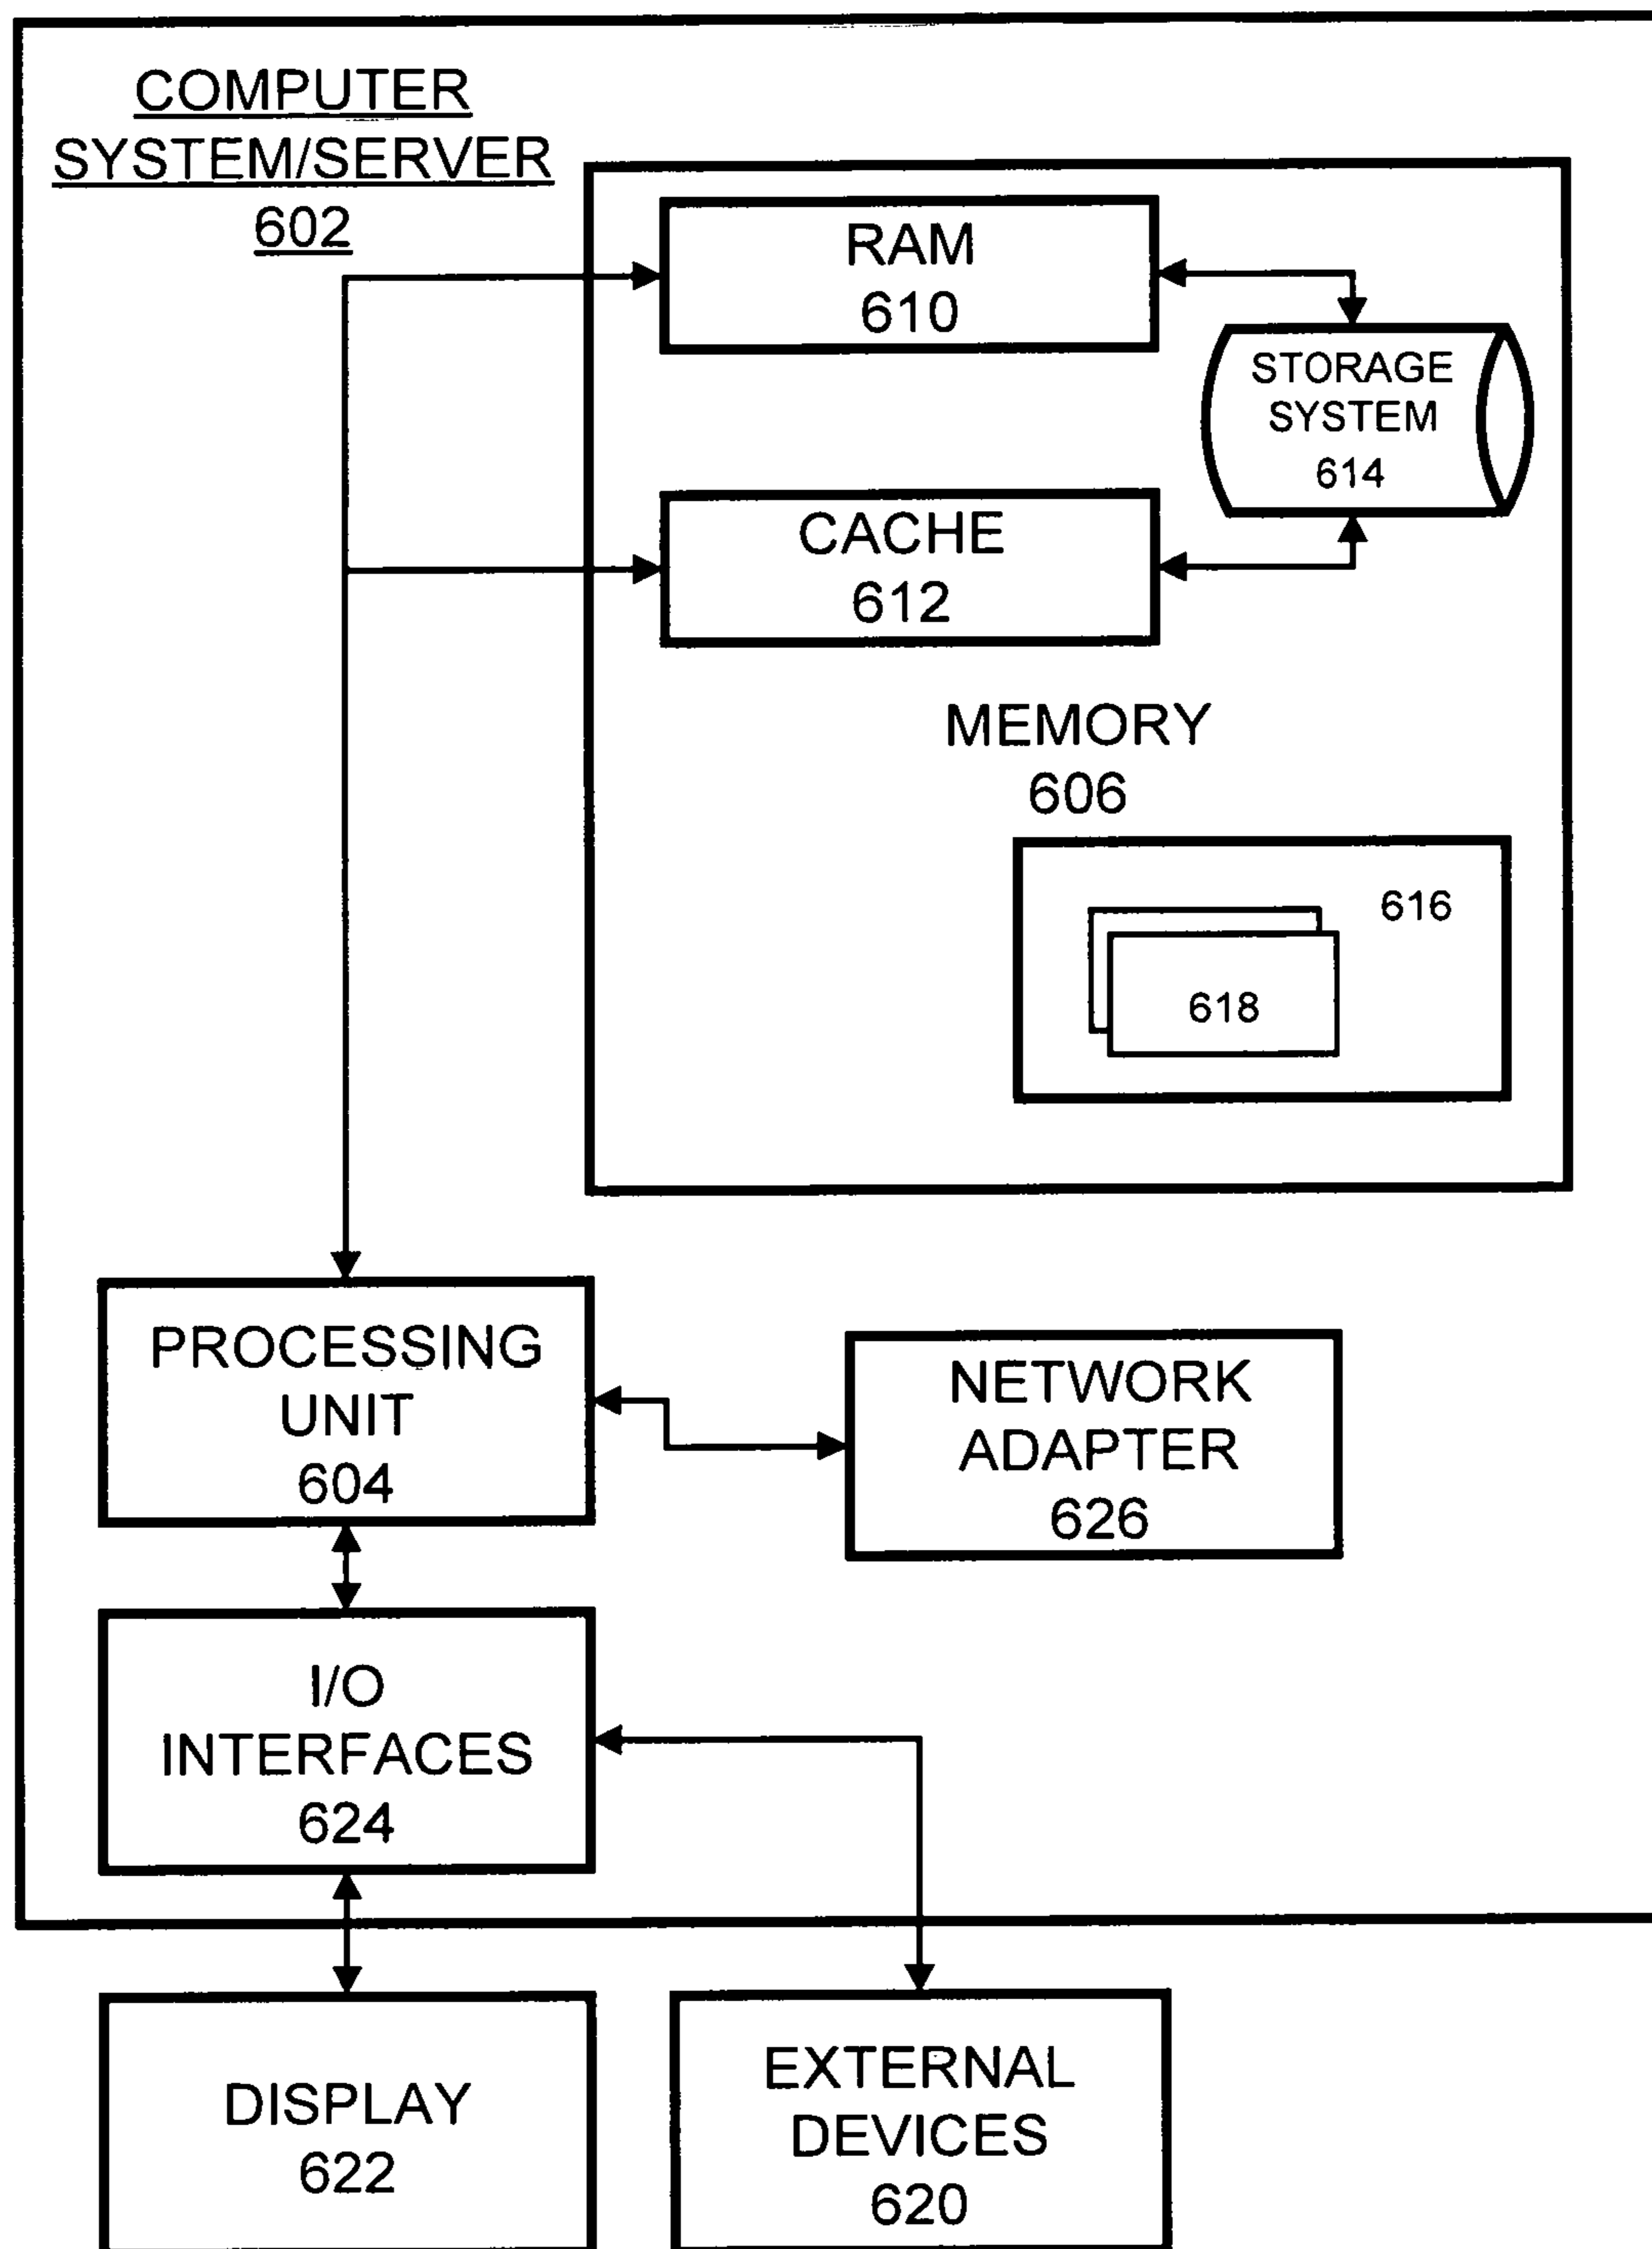 COMPUTER
SYSTEM/SERVER
602
RAM
610
STORAGE
SYSTEM
614
CACHE
612
MEMORY
606
616
618
PROCESSING
UNIT
604
NETWORK
ADAPTER
626
I/O
INTERFACES
624
DISPLAY
622
EXTERNAL
DEVICES
620